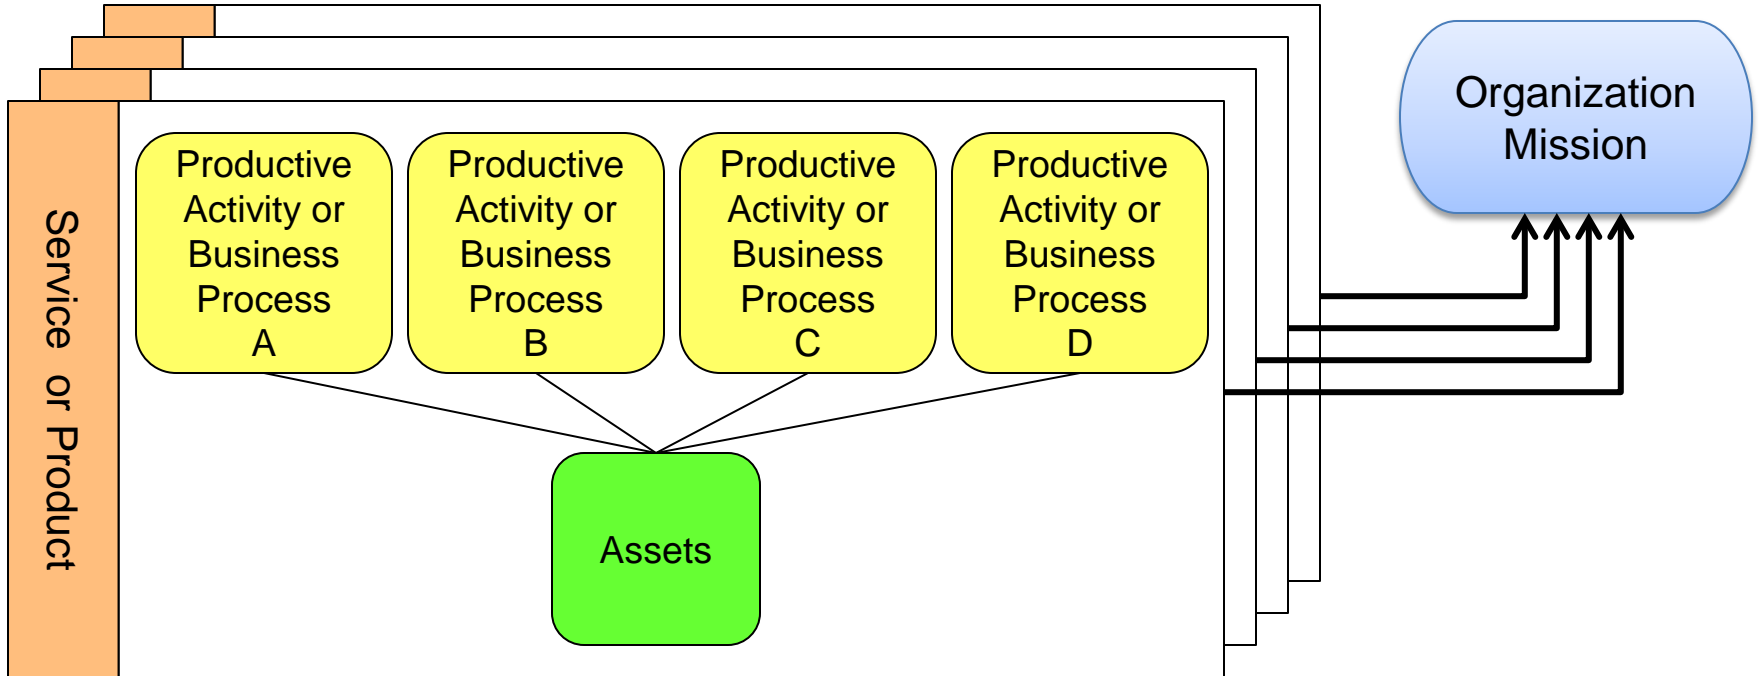 Organization
Mission
Service or Product
Productive
Activity or
Business
Process
A
Productive
Activity or
Business
Process
B
Productive
Activity or
Business
Process
C
Productive
Activity or
Business
Process
D
Assets